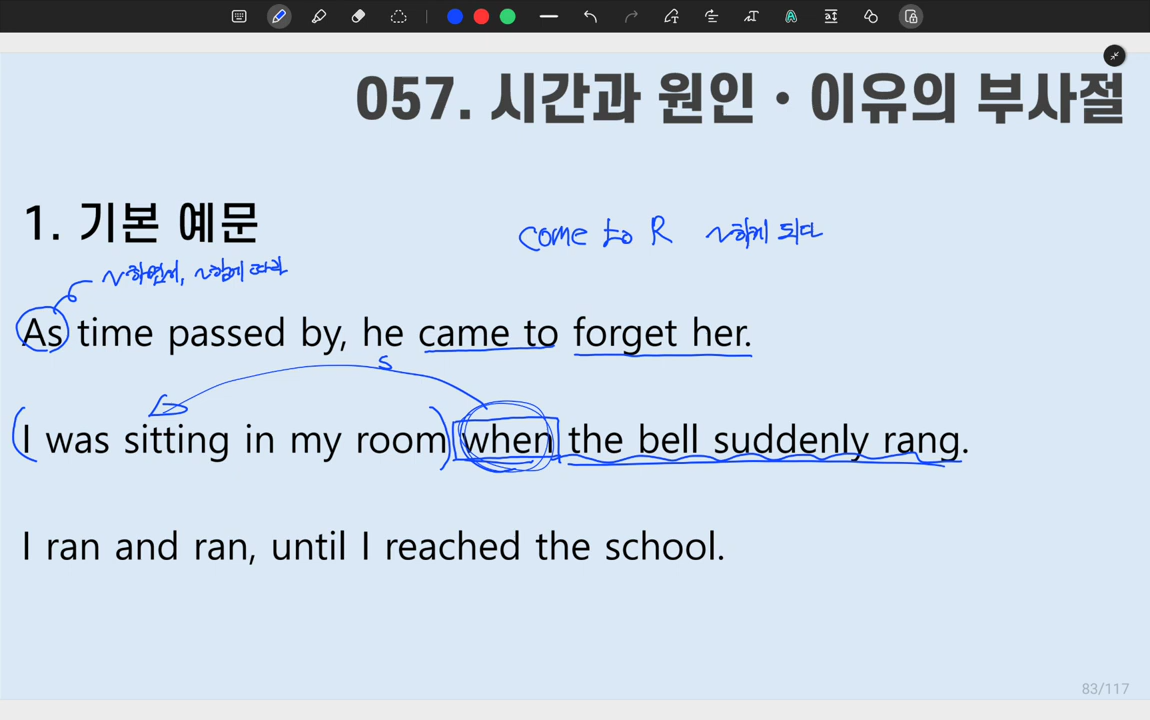 057. 시간과 원인・이유의 부사절
1. 기본 예문
come to R ~하게 되다
~하면서, ~함에 따라
As time passed by, he came to forget her.
S
I was sitting in my room when the bell suddenly rang.
I ran and ran, until I reached the school.
83/117